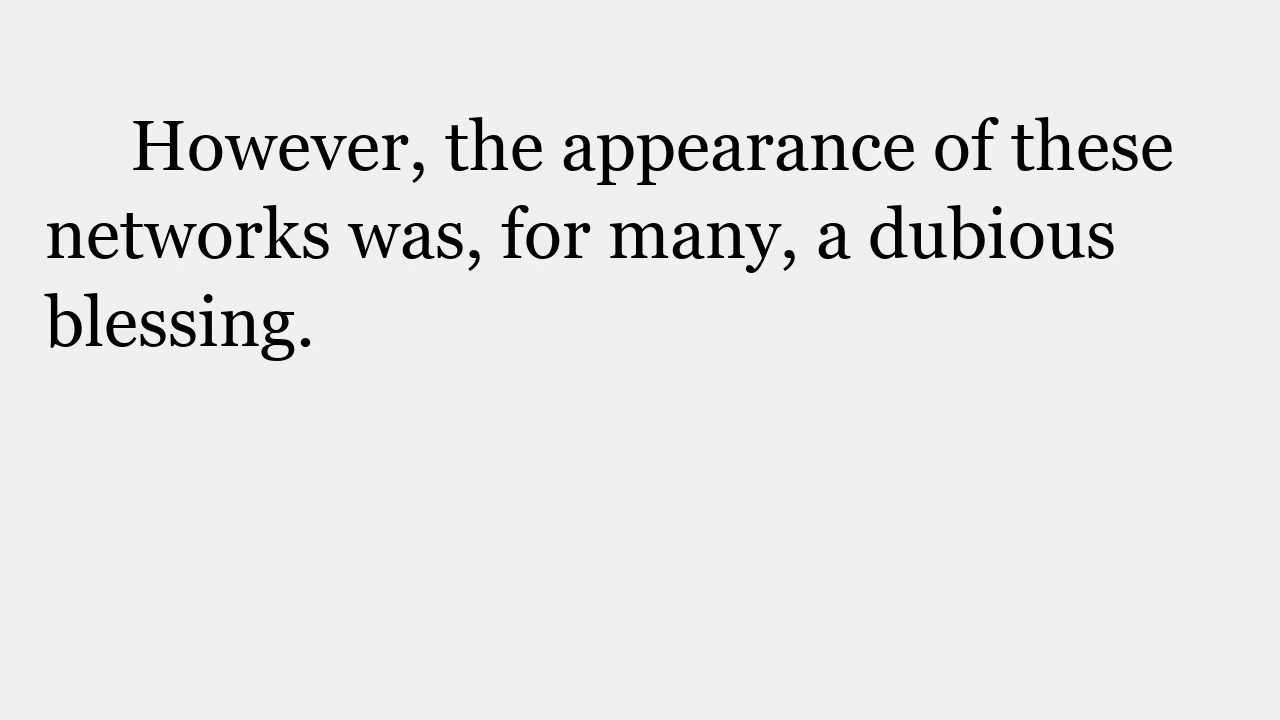 However, the appearance of these
networks was, for many, a dubious
blessing.